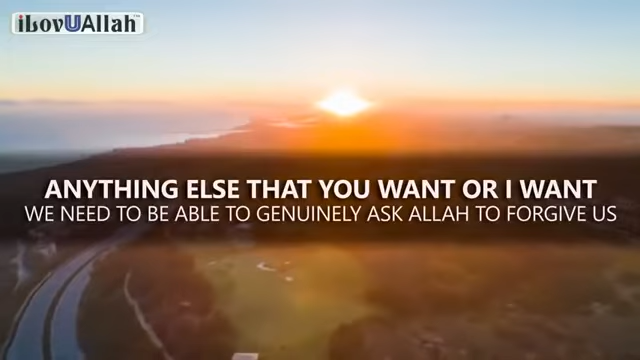 iLovUAllah™
ANYTHING ELSE THAT YOU WANT OR I WANT
WE NEED TO BE ABLE TO GENUINELY ASK ALLAH TO FORGIVE US